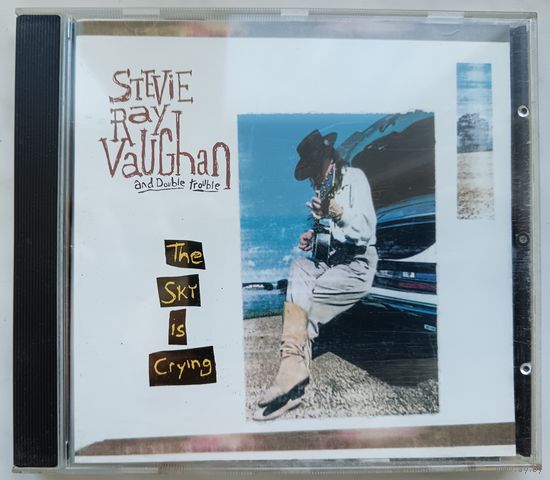 Stevie
Ray
Vaughan
and Double trouble
The
Sky
is
Crying